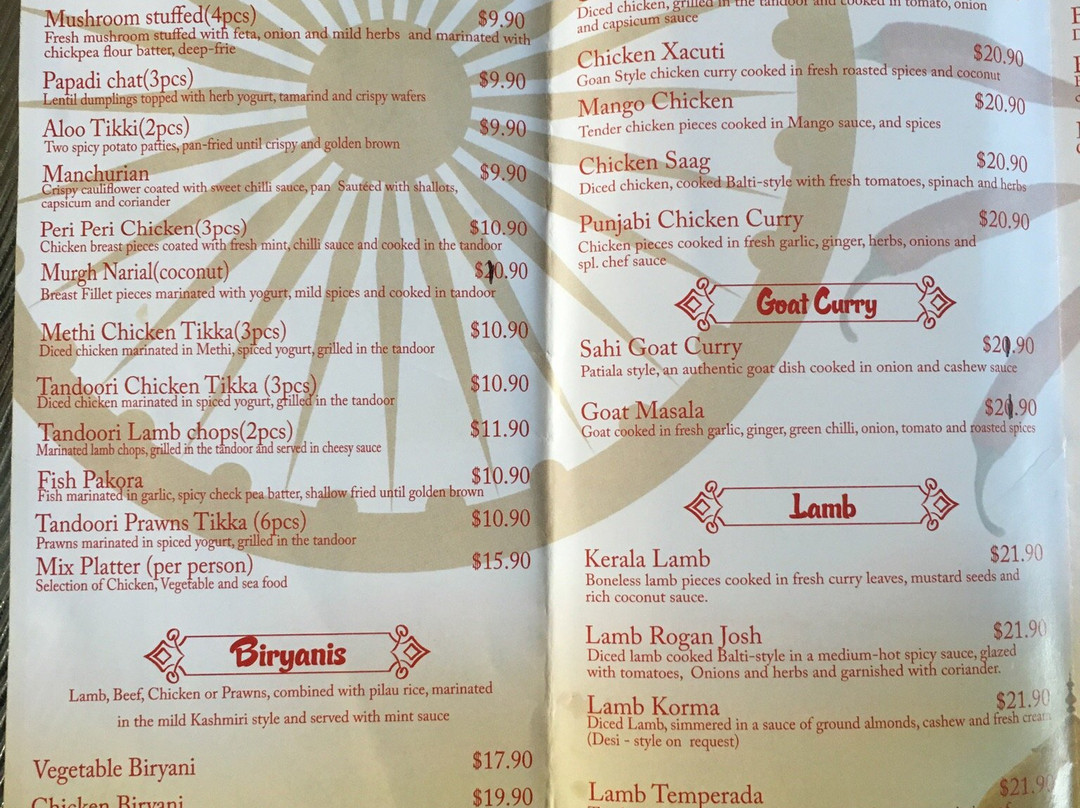 Mushroom stuffed(4pcs) $9.90
Fresh mushroom stuffed with feta, onion and mild herbs and marinated with
chickpea flour batter, deep-frie
Papadi chat(3pcs) $9.90
Lentil dumplings topped with herb yogurt, tamarind and crispy wafers
Aloo Tikki(2pcs) $9.90
Two spicy potato patties, pan-fried until crispy and golden brown
Manchurian $9.90
Crispy cauliflower coated with sweet chilli sauce, pan Sautéed with shallots,
capsicum and coriander
Peri Peri Chicken(3pcs) $10.90
Chicken breast pieces coated with fresh mint, chilli sauce and cooked in the tandoor
Murgh Narial(coconut) .90
Breast Fillet pieces marinated with yogurt, mild spices and cooked in tandoor
Methi Chicken Tikka(3pcs) $10.90
Diced chicken marinated in Methi, spiced yogurt, grilled in the tandoor
Tandoori Chicken Tikka (3pcs) $10.90
Diced chicken marinated in spiced yogurt, grilled in the tandoor
Tandoori Lamb chops(2pcs) $11.90
Marinated lamb chops, grilled in the tandoor and served in cheesy sauce
Fish Pakora $10.90
Fish marinated in garlic, spicy check pea batter, shallow fried until golden brown
Tandoori Prawns Tikka (6pcs) $10.90
Prawns marinated in spiced yogurt, grilled in the tandoor
Mix Platter (per person) $15.90
Selection of Chicken, Vegetable and sea food
Biryanis
Lamb, Beef, Chicken or Prawns, combined with pilau rice, marinated
in the mild Kashmiri style and served with mint sauce
Vegetable Biryani $17.90
Chicken Biryani $19.90
Diced chicken, grilled in the tandoor and cooked in tomato, onion
and capsicum sauce
Chicken Xacuti $20.90
Goan Style chicken curry cooked in fresh roasted spices and coconut
Mango Chicken $20.90
Tender chicken pieces cooked in Mango sauce, and spices
Chicken Saag $20.90
Diced chicken, cooked Balti-style with fresh tomatoes, spinach and herbs
Punjabi Chicken Curry $20.90
Chicken pieces cooked in fresh garlic, ginger, herbs, onions and
spl. chef sauce
Goat Curry
Sahi Goat Curry .90
Patiala style, an authentic goat dish cooked in onion and cashew sauce
Goat Masala .90
Goat cooked in fresh garlic, ginger, green chilli, onion, tomato and roasted spices
Lamb
Kerala Lamb $21.90
Boneless lamb pieces cooked in fresh curry leaves, mustard seeds and
rich coconut sauce.
Lamb Rogan Josh $21.90
Diced lamb cooked Balti-style in a medium-hot spicy sauce, glazed
with tomatoes, Onions and herbs and garnished with coriander.
Lamb Korma $21.90
Diced Lamb, simmered in a sauce of ground almonds, cashew and fresh cream
(Desi - style on request)
Lamb Temperada $21.90